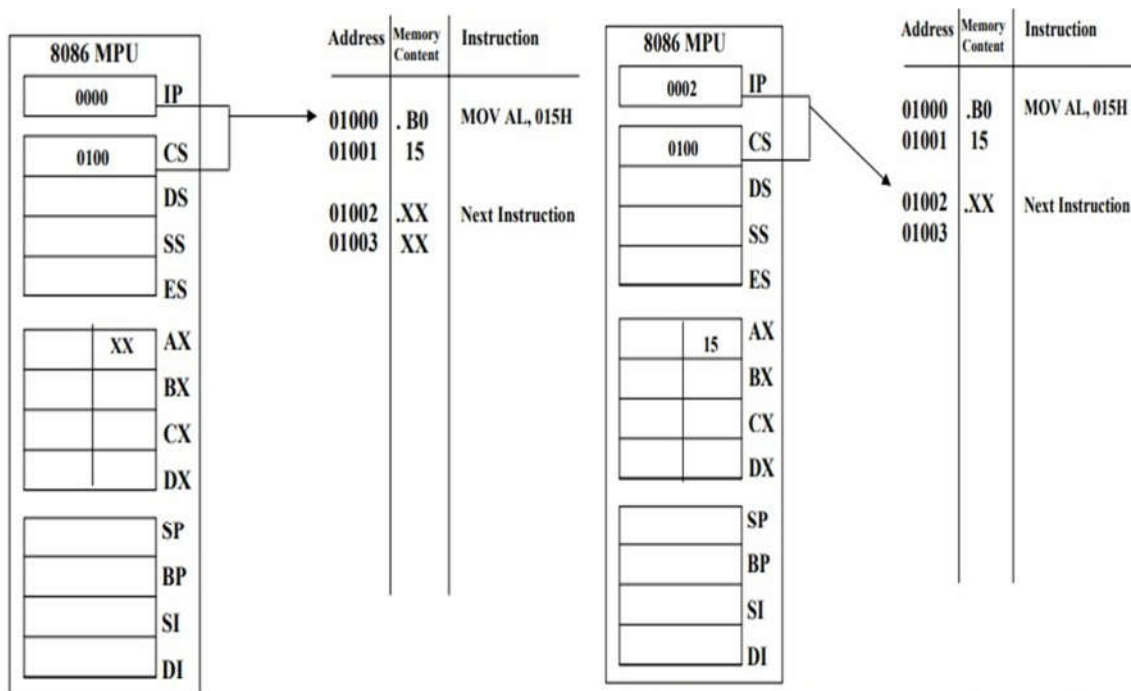 8086 MPU
0000 IP
0100 CS
DS
SS
ES
XX AX
BX
CX
DX
SP
BP
SI
DI
Address Memory Content Instruction
01000 . B0 MOV AL, 015H
01001 15
01002 .XX Next Instruction
01003 XX
8086 MPU
0002 IP
0100 CS
DS
SS
ES
15 AX
BX
CX
DX
SP
BP
SI
DI
Address Memory Content Instruction
01000 .B0 MOV AL, 015H
01001 15
01002 .XX Next Instruction
01003